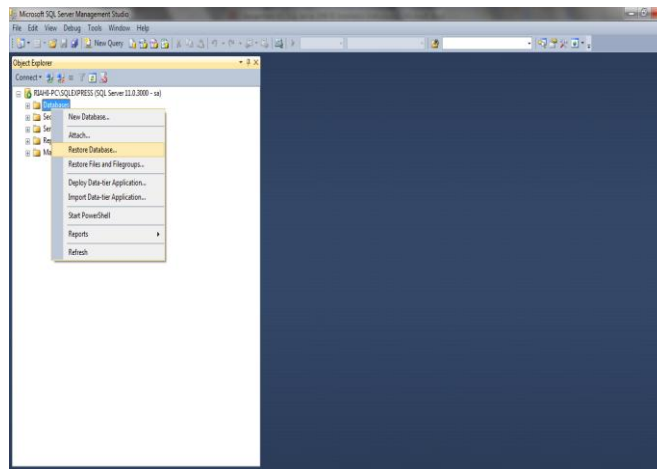 Microsoft SQL Server Management Studio
File Edit View Debug Tools Window Help
New Query
Object Explorer
Connect
RIAHI-PC\SQLEXPRESS (SQL Server 11.0.3000 - sa)
Databases
New Database...
Attach...
Restore Database...
Restore Files and Filegroups...
Deploy Data-tier Application...
Import Data-tier Application...
Start PowerShell
Reports
Refresh